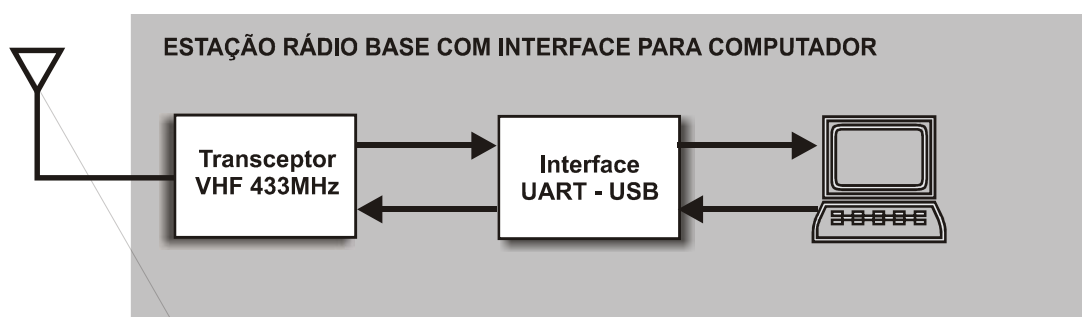 ESTAÇÃO RÁDIO BASE COM INTERFACE PARA COMPUTADOR
Transceptor
VHF 433MHz
Interface
UART - USB